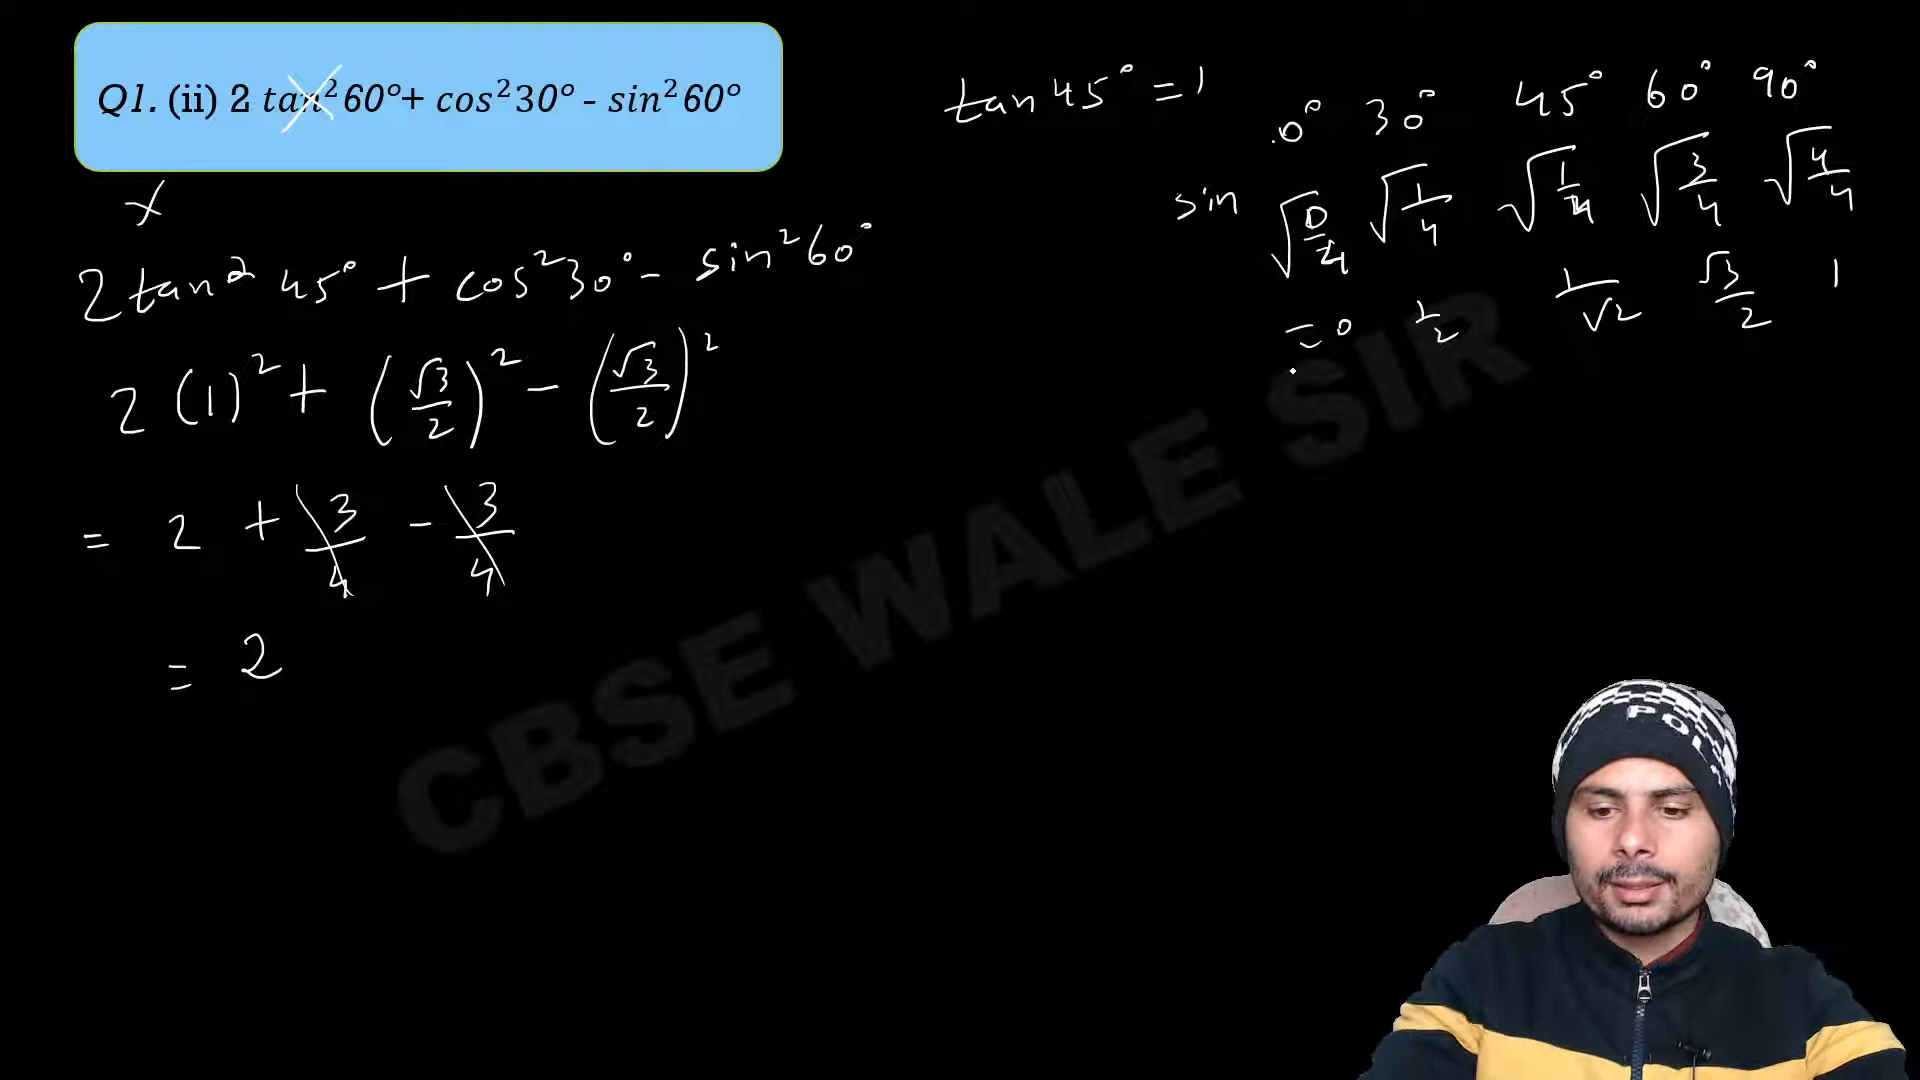 Q1. (ii) 2 tan²60°+ cos²30° - sin²60°
x
2 tan² 45° + cos² 30° - sin² 60°
2 (1)² + (√3/2)² - (√3/2)²
= 2 + 3/4 - 3/4
= 2
tan 45° = 1
0° 30° 45° 60° 90°
sin √0/4 √1/4 √ √3/4 √4/4
= 0 1/2 1/√2 √3/2 1
CBSE WALE SIR
POL